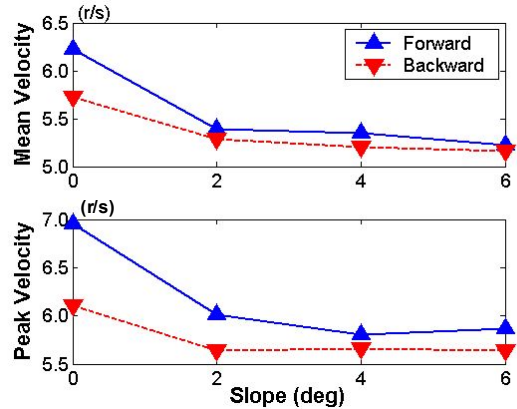 (r/s)
Mean Velocity
6.5
6.0
5.5
5.0
Forward
Backward
0 2 4 6
(r/s)
Peak Velocity
7.0
6.5
6.0
5.5
0 2 4 6
Slope (deg)